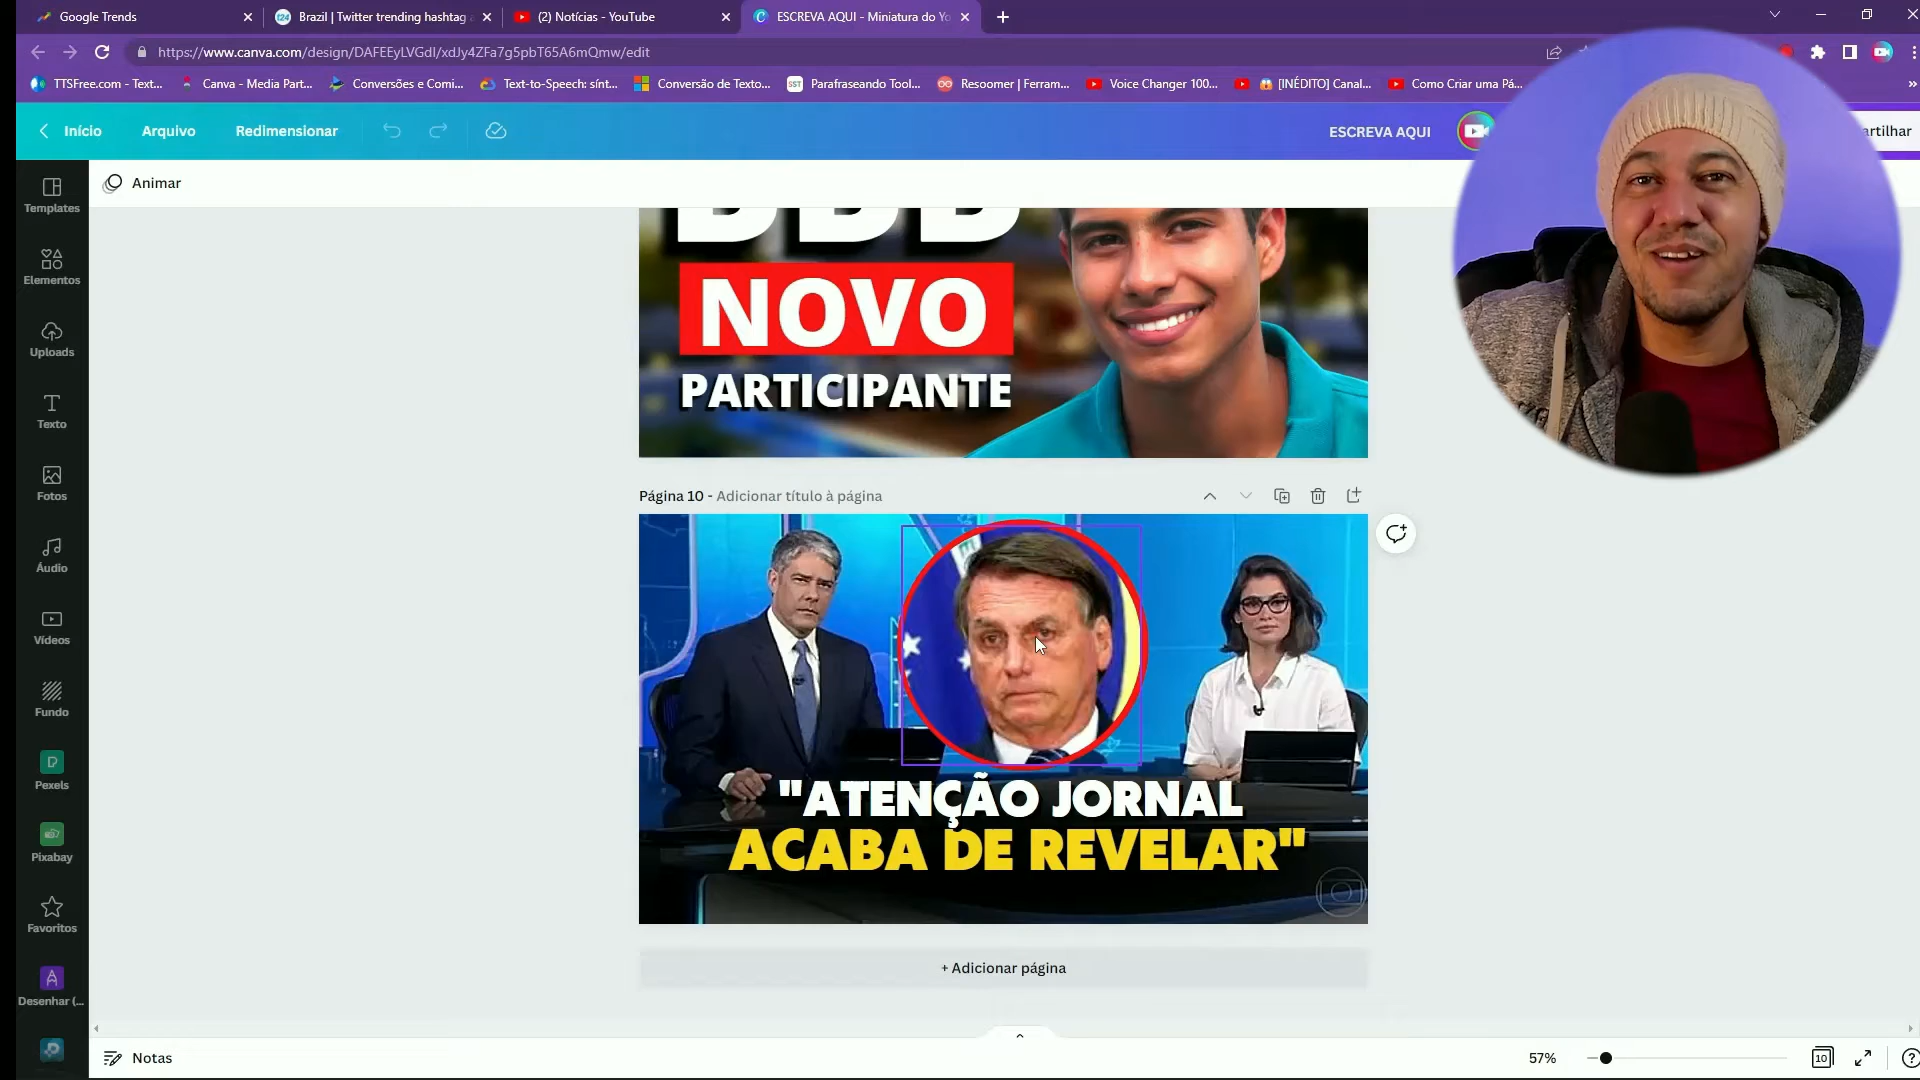 Google Trends
Brazil | Twitter trending hashtag
(2) Notícias - YouTube
ESCREVA AQUI - Miniatura do Yo
https://www.canva.com/design/DAFEEyLVGdI/xdJy4ZFa7g5pbT65A6mQmw/edit
TTSFree.com - Text...
Canva - Media Part...
Conversões e Comi...
Text-to-Speech: sínt...
Conversão de Texto...
SST
Parafraseando Tool...
Resoomer | Ferram...
Voice Changer 100...
[INÉDITO] Canal...
Como Criar uma Pá...
Início
Arquivo
Redimensionar
ESCREVA AQUI
artilhar
Animar
Templates
Elementos
Uploads
Texto
Fotos
Áudio
Vídeos
Fundo
Pexels
Pixabay
Favoritos
Desenhar (...
BBB
NOVO
PARTICIPANTE
Página 10 - Adicionar título à página
"ATENÇÃO JORNAL
ACABA DE REVELAR"
+ Adicionar página
Notas
57%
10